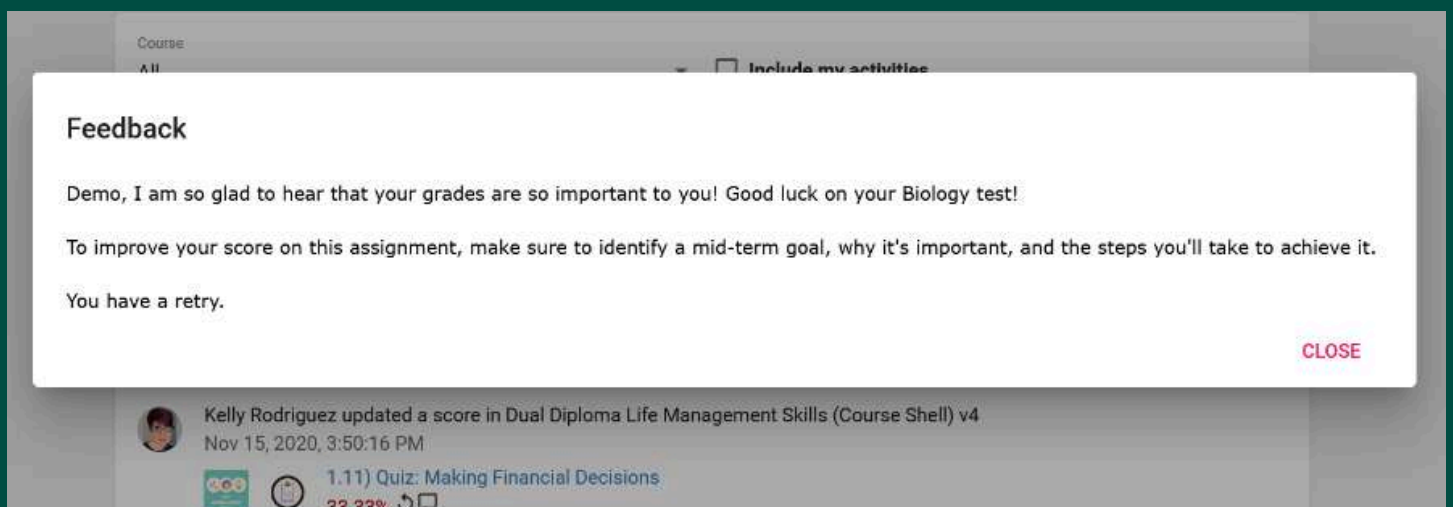 Course
All
Include my activities
Feedback
Demo, I am so glad to hear that your grades are so important to you! Good luck on your Biology test!
To improve your score on this assignment, make sure to identify a mid-term goal, why it's important, and the steps you'll take to achieve it.
You have a retry.
CLOSE
Kelly Rodriguez updated a score in Dual Diploma Life Management Skills (Course Shell) v4
Nov 15, 2020, 3:50:16 PM
1.11) Quiz: Making Financial Decisions
33.33%